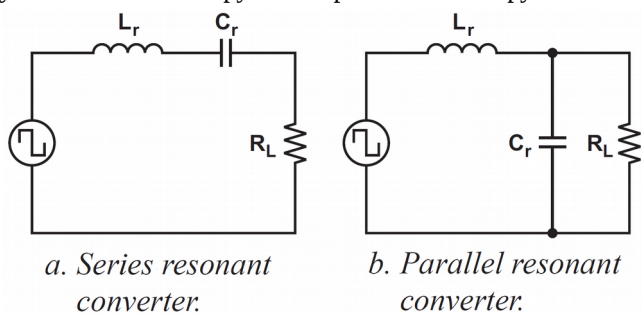 Lr
Cr
RL
a. Series resonant
converter.
Lr
Cr
RL
b. Parallel resonant
converter.